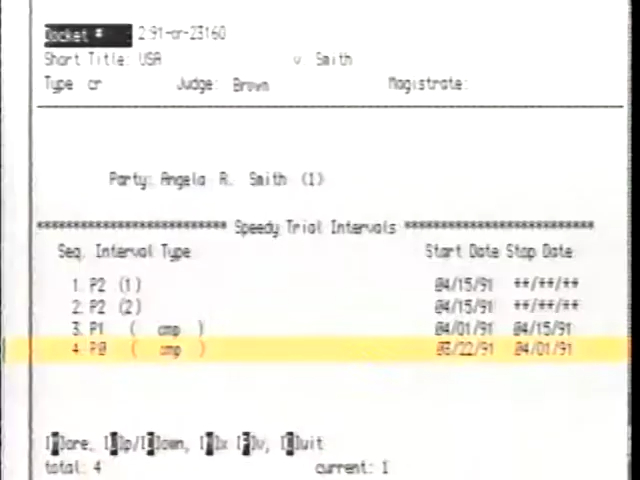 Docket # : 2:91-cr-23160
Short Title: USA v Smith
Type cr Judge: Brown Magistrate:
Party: Angela R. Smith (1)
************************** Speedy Trial Intervals **************************
Seq. Interval Type Start Date Stop Date
1. P2 (1) 04/15/91 **/**/**
2. P2 (2) 04/15/91 **/**/**
3. P1 ( cmp ) 04/01/91 04/15/91
4. P0 ( cmp ) 03/22/91 04/01/91
[M]ore, [U]p/[D]own, [ ]x [ ]v, [Q]uit
total: 4 current: 1